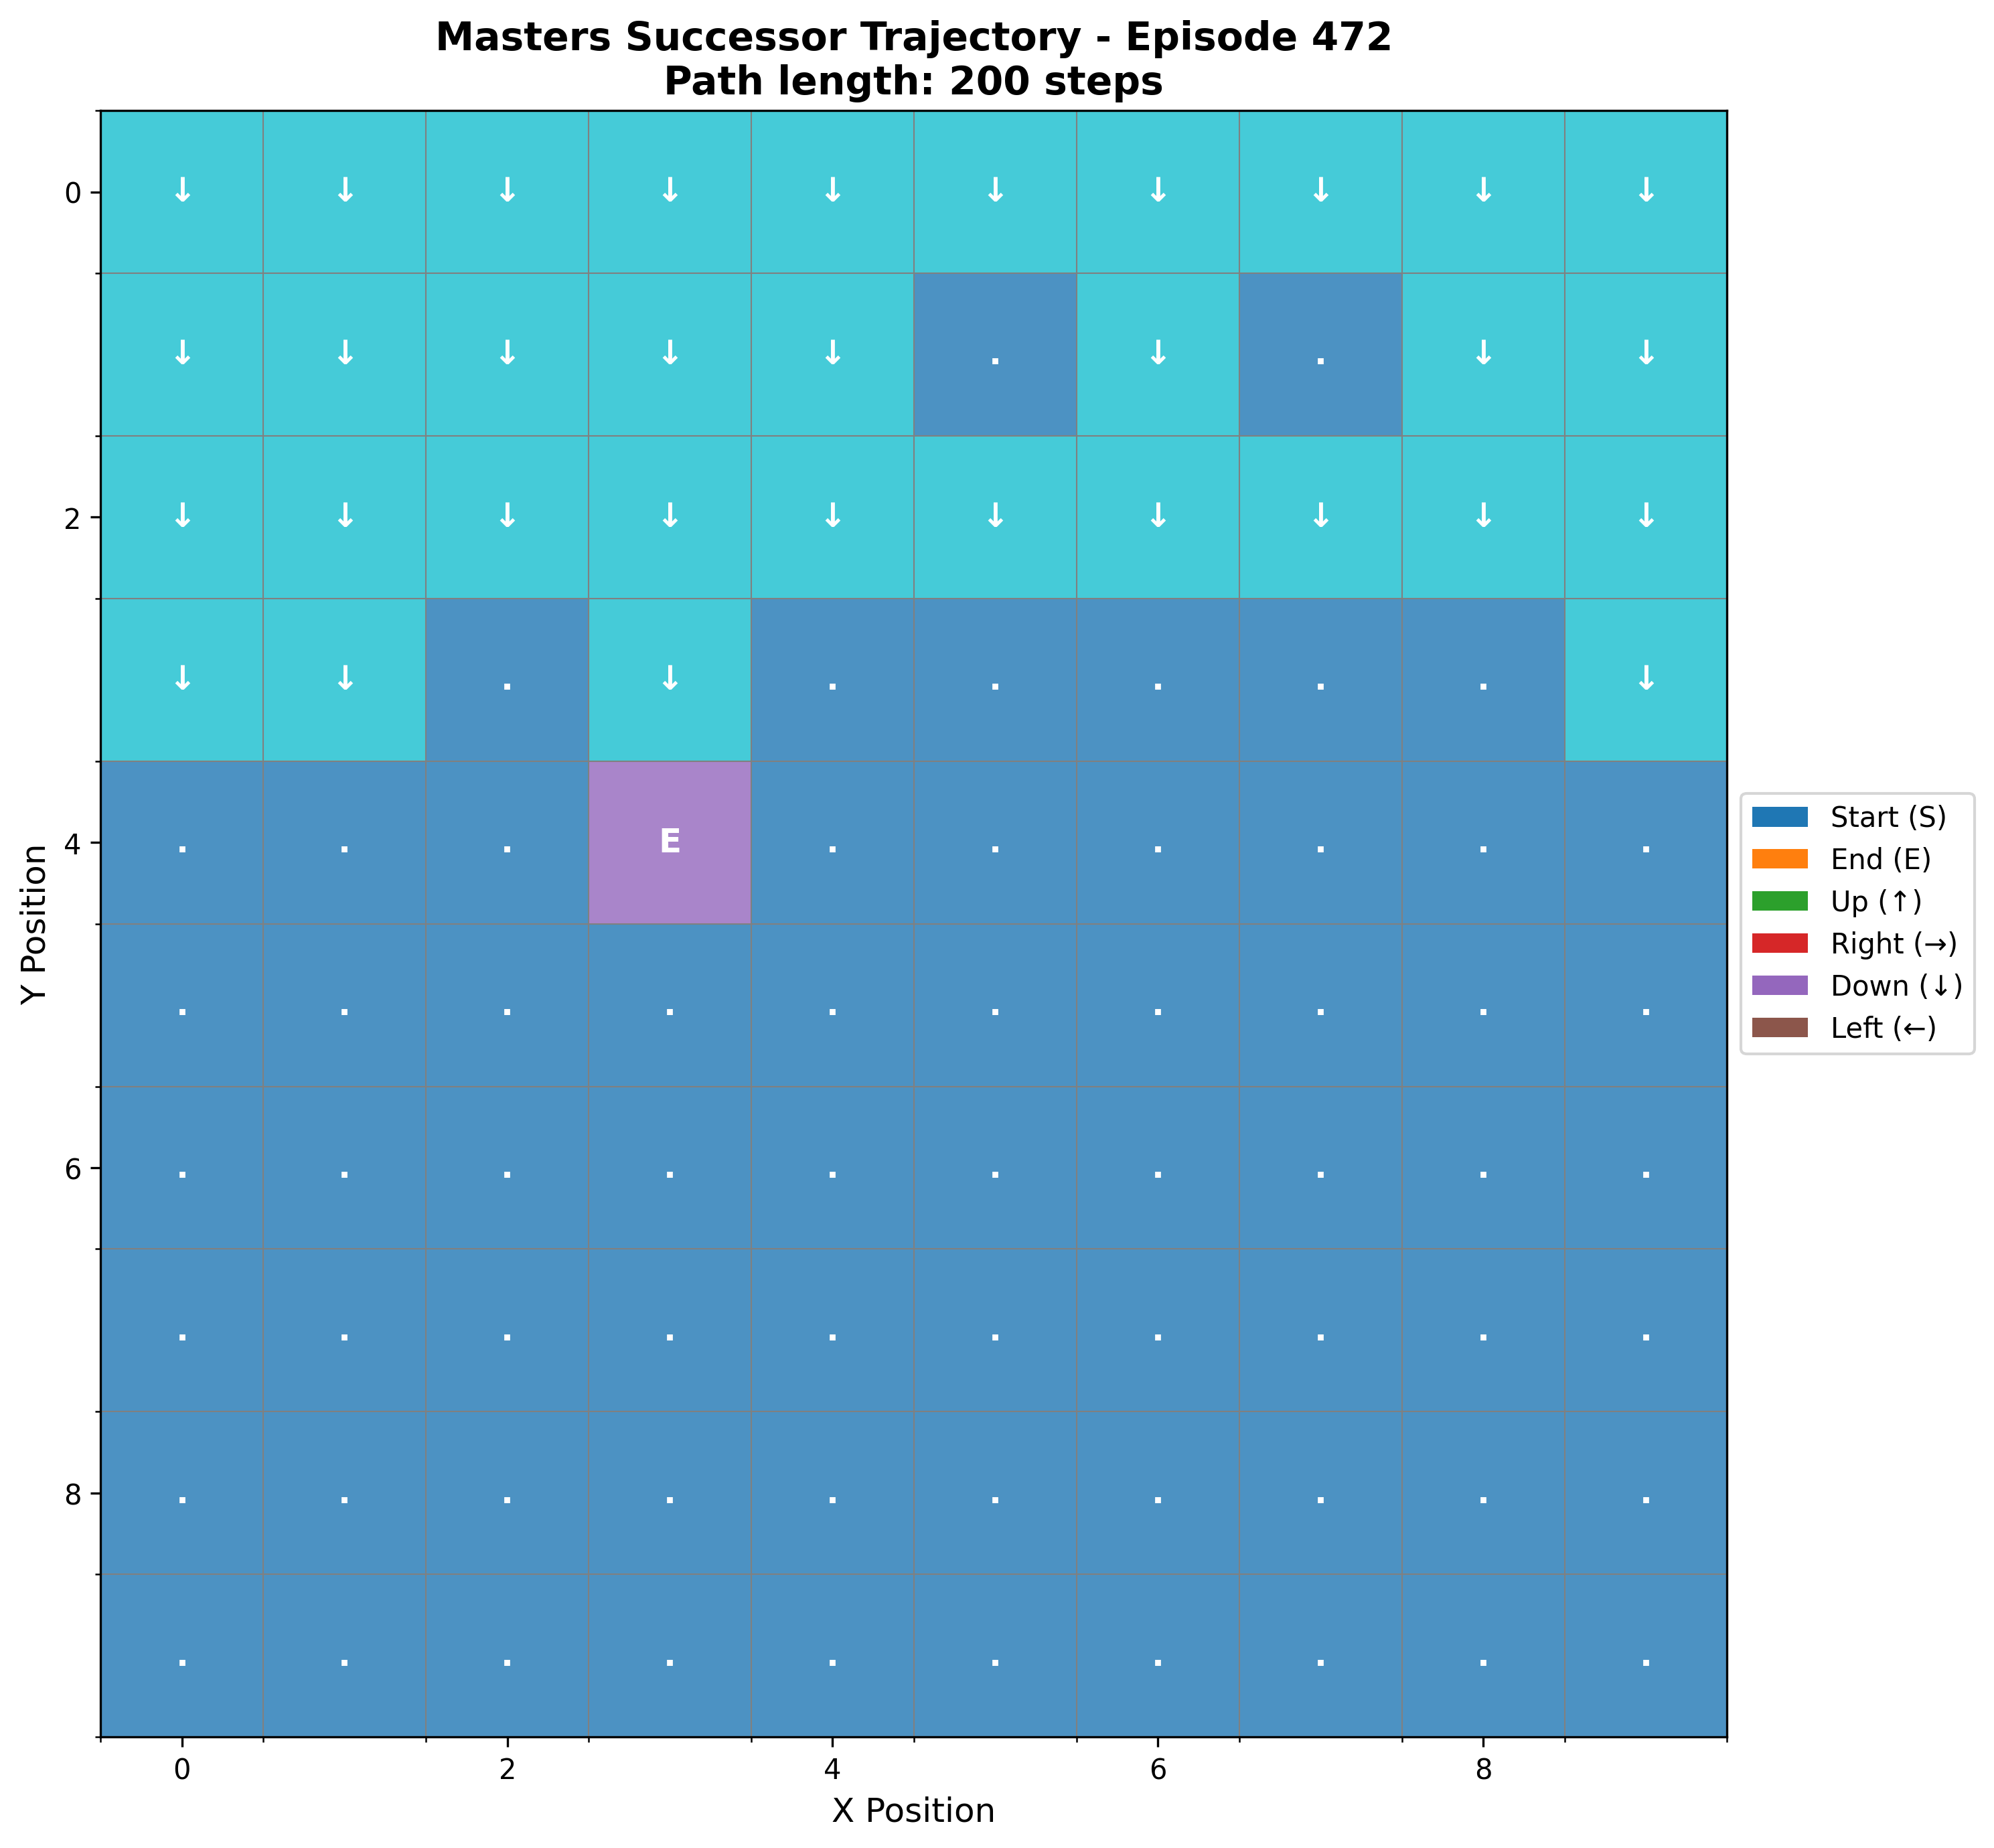 Masters Successor Trajectory - Episode 472
Path length: 200 steps
0 ↓ ↓ ↓ ↓ ↓ ↓ ↓ ↓ ↓ ↓
↓ ↓ ↓ ↓ ↓ . ↓ . ↓ ↓
2 ↓ ↓ ↓ ↓ ↓ ↓ ↓ ↓ ↓ ↓
↓ ↓ . ↓ . . . . . ↓
4 . . . E . . . . . .
. . . . . . . . . .
6 . . . . . . . . . .
. . . . . . . . . .
8 . . . . . . . . . .
. . . . . . . . . .
0 2 4 6 8
X Position
Y Position
Start (S)
End (E)
Up (↑)
Right (→)
Down (↓)
Left (←)